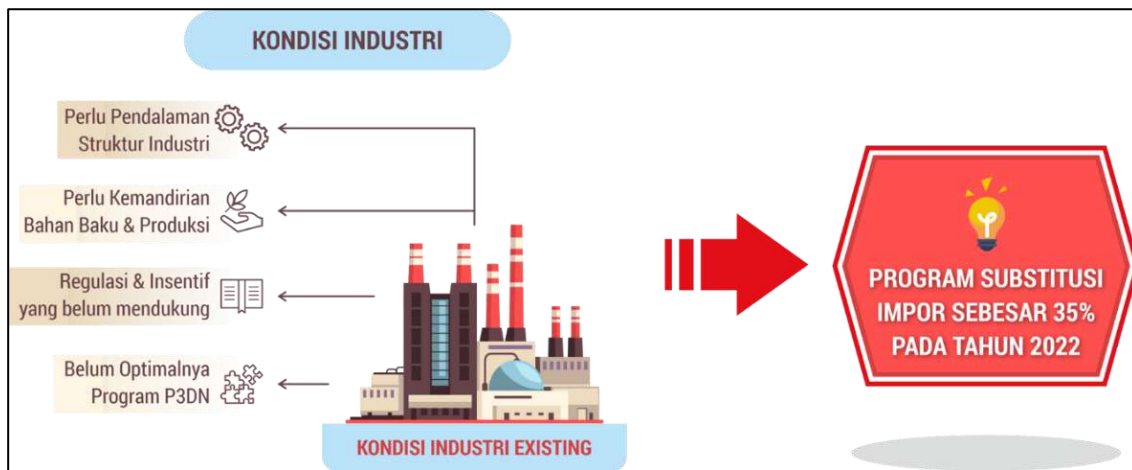 KONDISI INDUSTRI
Perlu Pendalaman
Struktur Industri
Perlu Kemandirian
Bahan Baku & Produksi
Regulasi & Insentif
yang belum mendukung
Belum Optimalnya
Program P3DN
KONDISI INDUSTRI EXISTING
PROGRAM SUBSTITUSI
IMPOR SEBESAR 35%
PADA TAHUN 2022